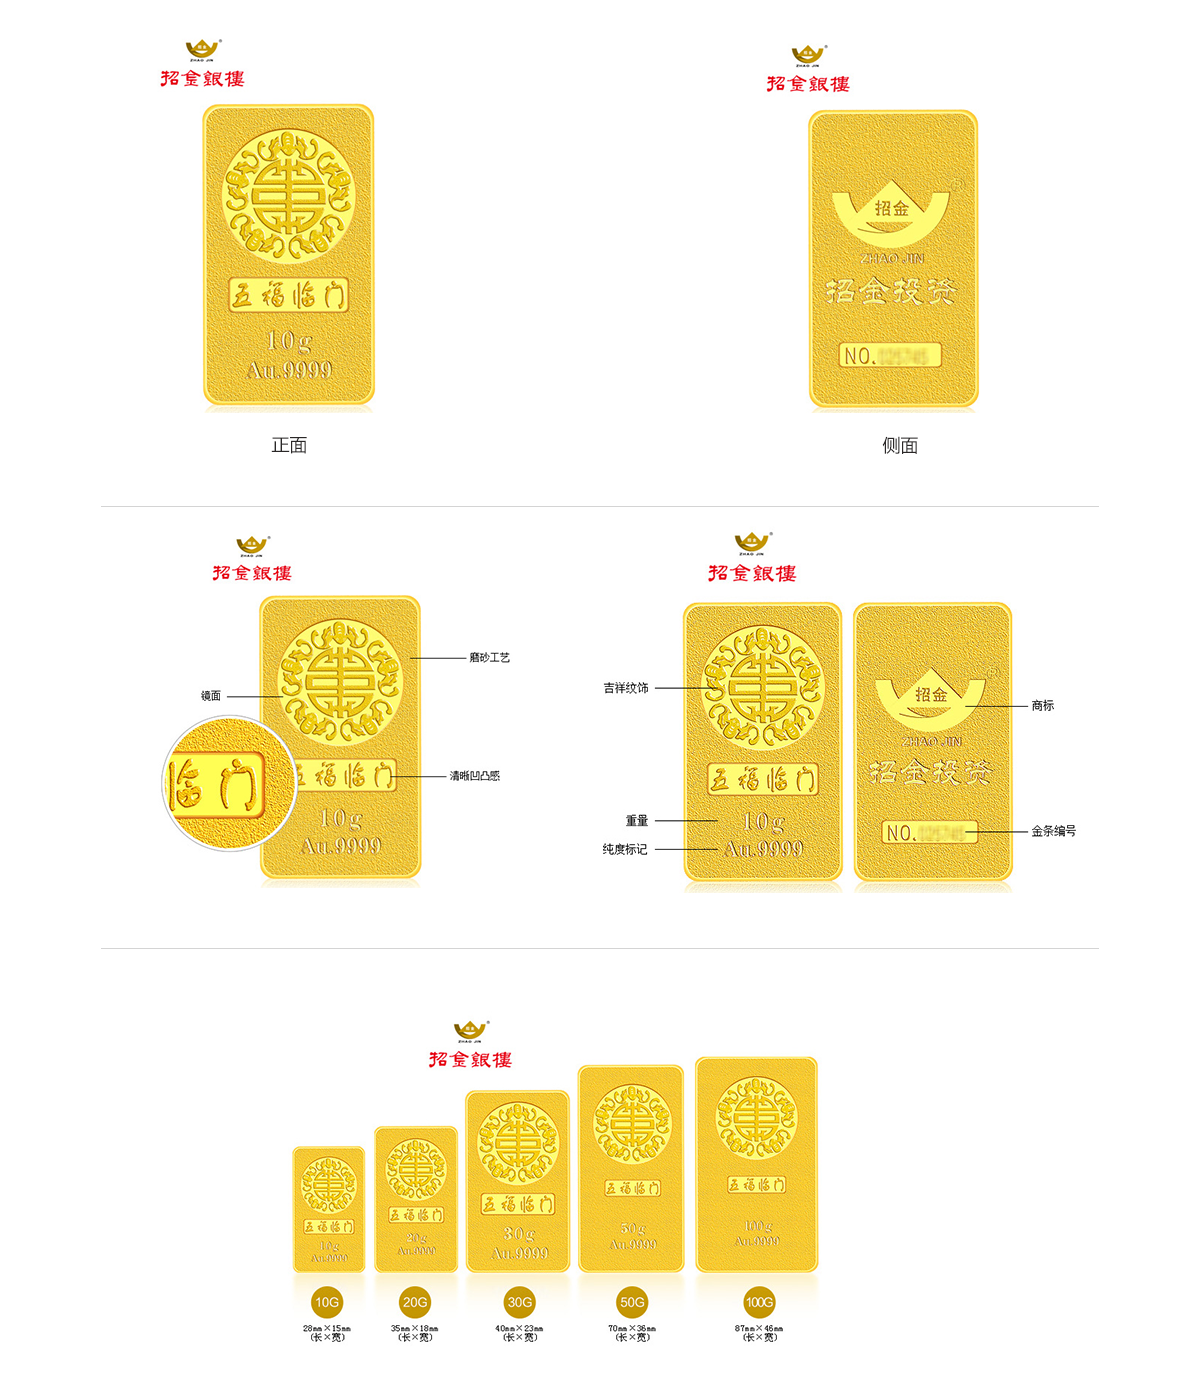 ZHAO JIN
招金銀樓
五福临门
10g
Au.9999
正面
ZHAO JIN
招金銀樓
招金
ZHAO JIN
招金投资
NO.
侧面
ZHAO JIN
招金銀樓
磨砂工艺
镜面
清晰凹凸感
临门
五福临门
10g
Au.9999
ZHAO JIN
招金銀樓
吉祥纹饰
五福临门
重量
10g
纯度标记
Au.9999
招金
商标
ZHAO JIN
招金投资
NO.
金条编号
ZHAO JIN
招金銀樓
五福临门
10g
Au.9999
五福临门
20g
Au.9999
五福临门
30g
Au.9999
五福临门
50g
Au.9999
五福临门
100g
Au.9999
10G
28mm×15mm
(长×宽)
20G
35mm×18mm
(长×宽)
30G
40mm×23mm
(长×宽)
50G
70mm×36mm
(长×宽)
100G
87mm×46mm
(长×宽)